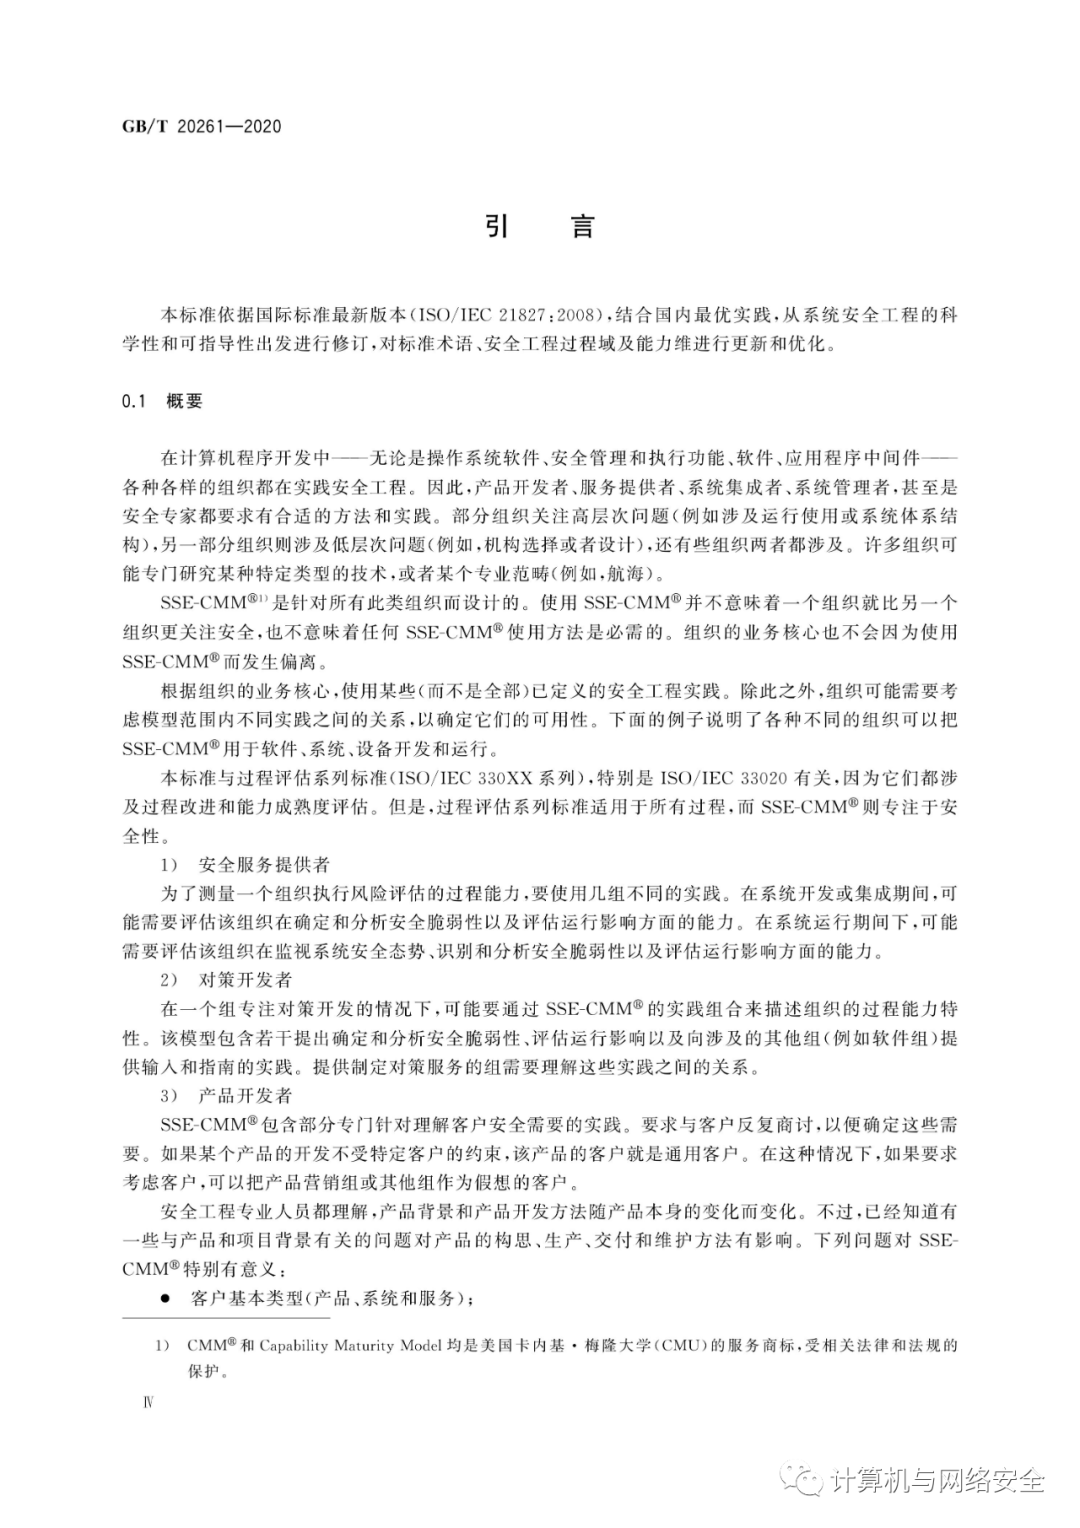 GB/T 20261—2020
引 言
本标准依据国际标准最新版本(ISO/IEC 21827:2008),结合国内最优实践,从系统安全工程的科
学性和可指导性出发进行修订,对标准术语、安全工程过程域及能力维进行更新和优化。
0.1 概要
在计算机程序开发中——无论是操作系统软件、安全管理和执行功能、软件、应用程序中间件——
各种各样的组织都在实践安全工程。因此,产品开发者、服务提供者、系统集成者、系统管理者,甚至是
安全专家都要求有合适的方法和实践。部分组织关注高层次问题(例如涉及运行使用或系统体系结
构),另一部分组织则涉及低层次问题(例如,机构选择或者设计),还有些组织两者都涉及。许多组织可
能专门研究某种特定类型的技术,或者某个专业范畴(例如,航海)。
SSE-CMM®¹⁾是针对所有此类组织而设计的。使用 SSE-CMM®并不意味着一个组织就比另一个
组织更关注安全,也不意味着任何 SSE-CMM®使用方法是必需的。组织的业务核心也不会因为使用
SSE-CMM®而发生偏离。
根据组织的业务核心,使用某些(而不是全部)已定义的安全工程实践。除此之外,组织可能需要考
虑模型范围内不同实践之间的关系,以确定它们的可用性。下面的例子说明了各种不同的组织可以把
SSE-CMM®用于软件、系统、设备开发和运行。
本标准与过程评估系列标准(ISO/IEC 330XX 系列),特别是 ISO/IEC 33020 有关,因为它们都涉
及过程改进和能力成熟度评估。但是,过程评估系列标准适用于所有过程,而 SSE-CMM®则专注于安
全性。
1) 安全服务提供者
为了测量一个组织执行风险评估的过程能力,要使用几组不同的实践。在系统开发或集成期间,可
能需要评估该组织在确定和分析安全脆弱性以及评估运行影响方面的能力。在系统运行期间下,可能
需要评估该组织在监视系统安全态势、识别和分析安全脆弱性以及评估运行影响方面的能力。
2) 对策开发者
在一个组专注对策开发的情况下,可能要通过 SSE-CMM®的实践组合来描述组织的过程能力特
性。该模型包含若干提出确定和分析安全脆弱性、评估运行影响以及向涉及的其他组(例如软件组)提
供输入和指南的实践。提供制定对策服务的组需要理解这些实践之间的关系。
3) 产品开发者
SSE-CMM®包含部分专门针对理解客户安全需要的实践。要求与客户反复商讨,以便确定这些需
要。如果某个产品的开发不受特定客户的约束,该产品的客户就是通用客户。在这种情况下,如果要求
考虑客户,可以把产品营销组或其他组作为假想的客户。
安全工程专业人员都理解,产品背景和产品开发方法随产品本身的变化而变化。不过,已经知道有
一些与产品和项目背景有关的问题对产品的构思、生产、交付和维护方法有影响。下列问题对 SSE-
CMM®特别有意义:
● 客户基本类型(产品、系统和服务);
1) CMM®和 Capability Maturity Model 均是美国卡内基·梅隆大学(CMU)的服务商标,受相关法律和法规的
保护。
Ⅳ
计算机与网络安全